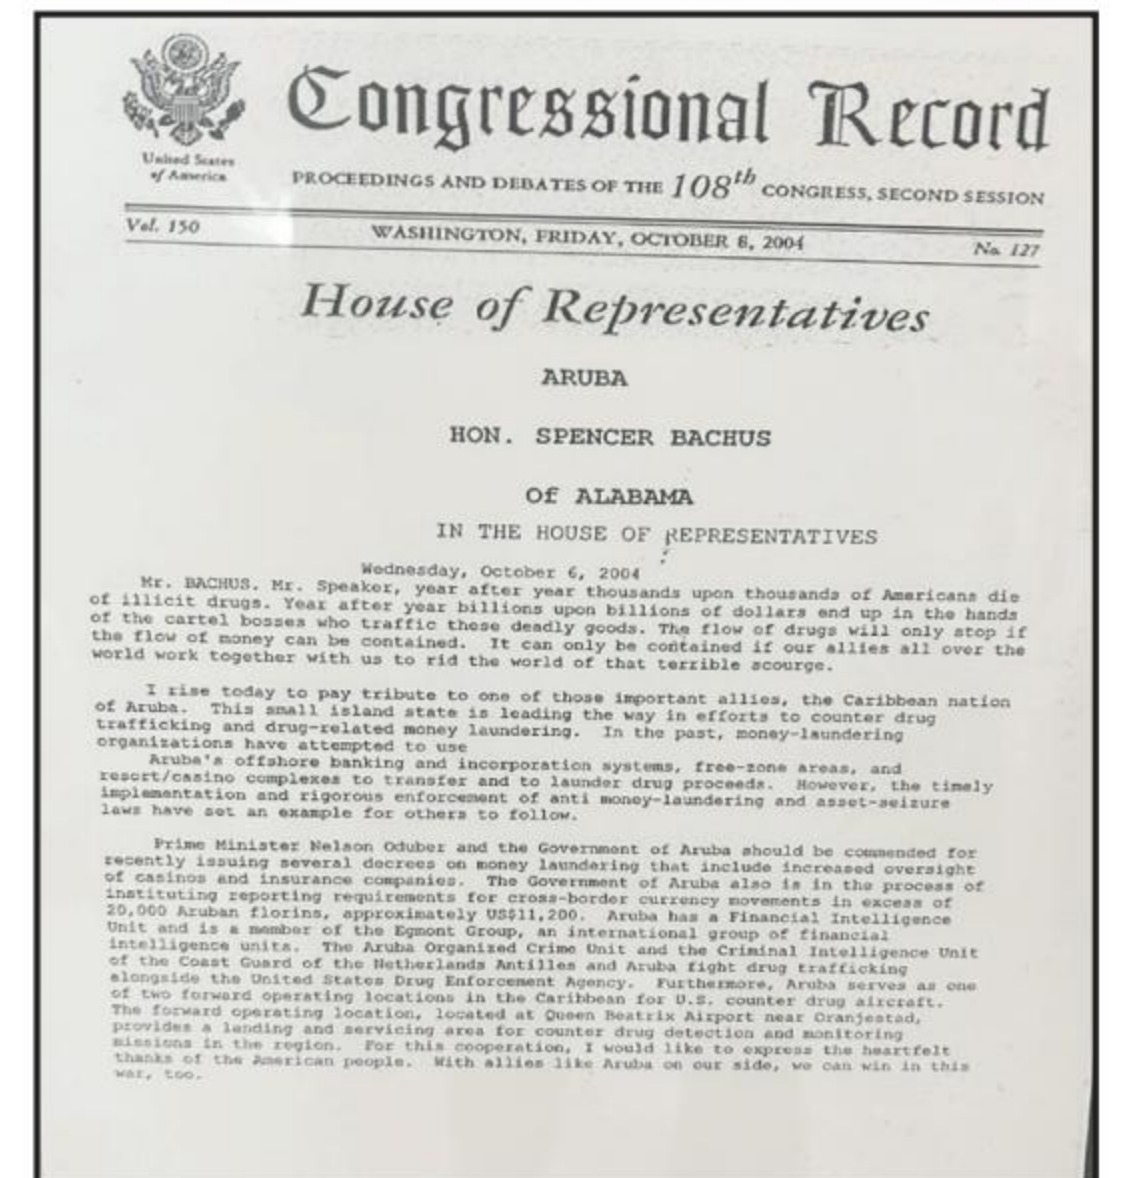 Congressional Record
United States
of America
PROCEEDINGS AND DEBATES OF THE 108th CONGRESS, SECOND SESSION
Vol. 150 WASHINGTON, FRIDAY, OCTOBER 8, 2004 No. 127
House of Representatives
ARUBA
HON. SPENCER BACHUS
Of ALABAMA
IN THE HOUSE OF REPRESENTATIVES
Wednesday, October 6, 2004
Mr. BACHUS. Mr. Speaker, year after year thousands upon thousands of Americans die
of illicit drugs. Year after year billions upon billions of dollars end up in the hands
of the cartel bosses who traffic these deadly goods. The flow of drugs will only stop if
the flow of money can be contained. It can only be contained if our allies all over the
world work together with us to rid the world of that terrible scourge.
I rise today to pay tribute to one of those important allies, the Caribbean nation
of Aruba. This small island state is leading the way in efforts to counter drug
trafficking and drug-related money laundering. In the past, money-laundering
organizations have attempted to use
Aruba's offshore banking and incorporation systems, free-zone areas, and
resort/casino complexes to transfer and to launder drug proceeds. However, the timely
implementation and rigorous enforcement of anti money-laundering and asset-seizure
laws have set an example for others to follow.
Prime Minister Nelson Oduber and the Government of Aruba should be commended for
recently issuing several decrees on money laundering that include increased oversight
of casinos and insurance companies. The Government of Aruba also is in the process of
instituting reporting requirements for cross-border currency movements in excess of
20,000 Aruban florins, approximately US$11,200. Aruba has a Financial Intelligence
Unit and is a member of the Egmont Group, an international group of financial
intelligence units. The Aruba Organized Crime Unit and the Criminal Intelligence Unit
of the Coast Guard of the Netherlands Antilles and Aruba fight drug trafficking
alongside the United States Drug Enforcement Agency. Furthermore, Aruba serves as one
of two forward operating locations in the Caribbean for U.S. counter drug aircraft.
The forward operating location, located at Queen Beatrix Airport near Oranjestad,
provides a landing and servicing area for counter drug detection and monitoring
missions in the region. For this cooperation, I would like to express the heartfelt
thanks of the American people. With allies like Aruba on our side, we can win in this
war, too.